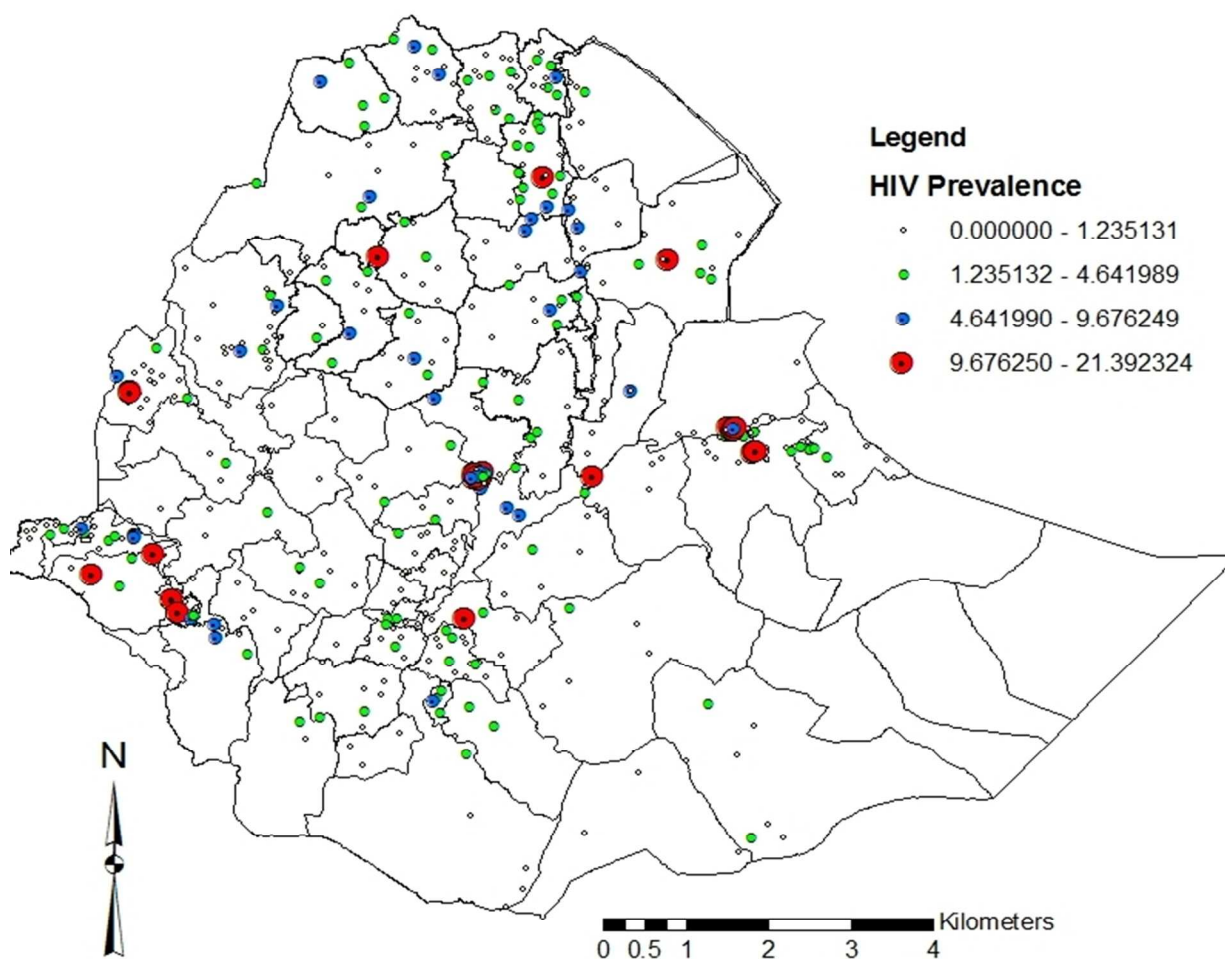 Legend
HIV Prevalence
0.000000 - 1.235131
1.235132 - 4.641989
4.641990 - 9.676249
9.676250 - 21.392324
N
Kilometers
0 0.5 1 2 3 4